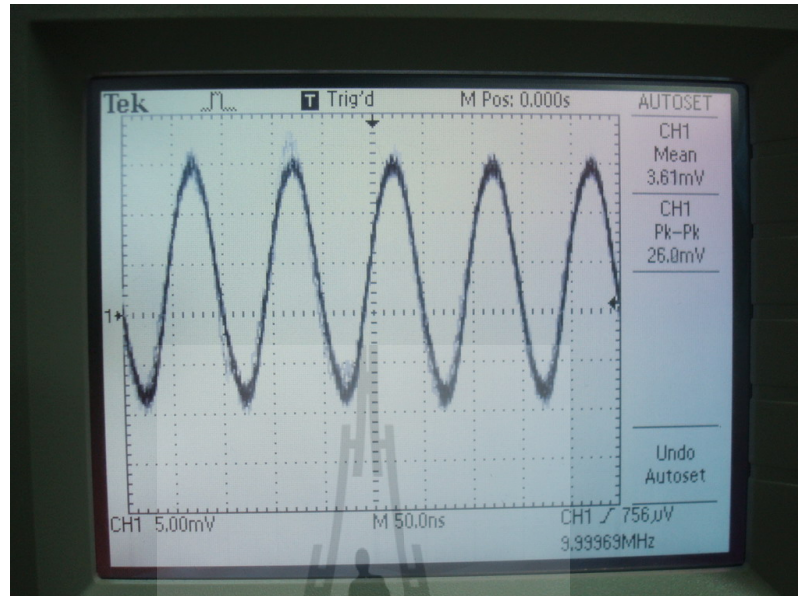 Tek T Trig'd M Pos: 0.000s AUTOSET
CH1
Mean
3.61mV
CH1
Pk-Pk
26.0mV
1
Undo
Autoset
CH1 5.00mV M 50.0ns CH1 756µV
9.99969MHz